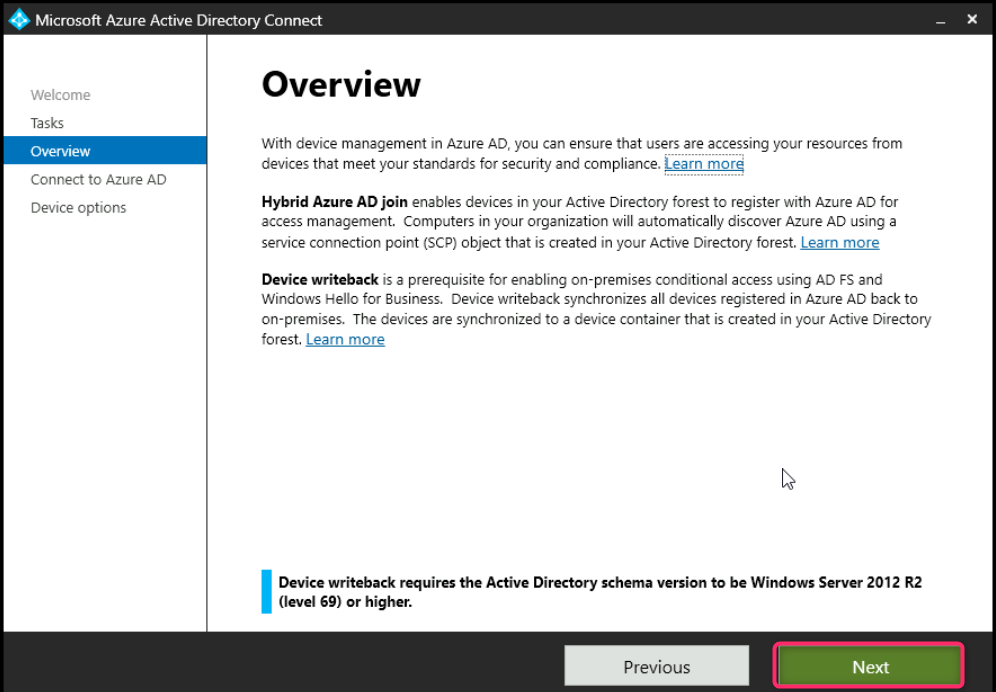 Microsoft Azure Active Directory Connect
Welcome
Tasks
Overview
Connect to Azure AD
Device options
Overview
With device management in Azure AD, you can ensure that users are accessing your resources from
devices that meet your standards for security and compliance. Learn more
Hybrid Azure AD join enables devices in your Active Directory forest to register with Azure AD for
access management.  Computers in your organization will automatically discover Azure AD using a
service connection point (SCP) object that is created in your Active Directory forest. Learn more
Device writeback is a prerequisite for enabling on-premises conditional access using AD FS and
Windows Hello for Business.  Device writeback synchronizes all devices registered in Azure AD back to
on-premises.  The devices are synchronized to a device container that is created in your Active Directory
forest. Learn more
Device writeback requires the Active Directory schema version to be Windows Server 2012 R2
(level 69) or higher.
Previous
Next